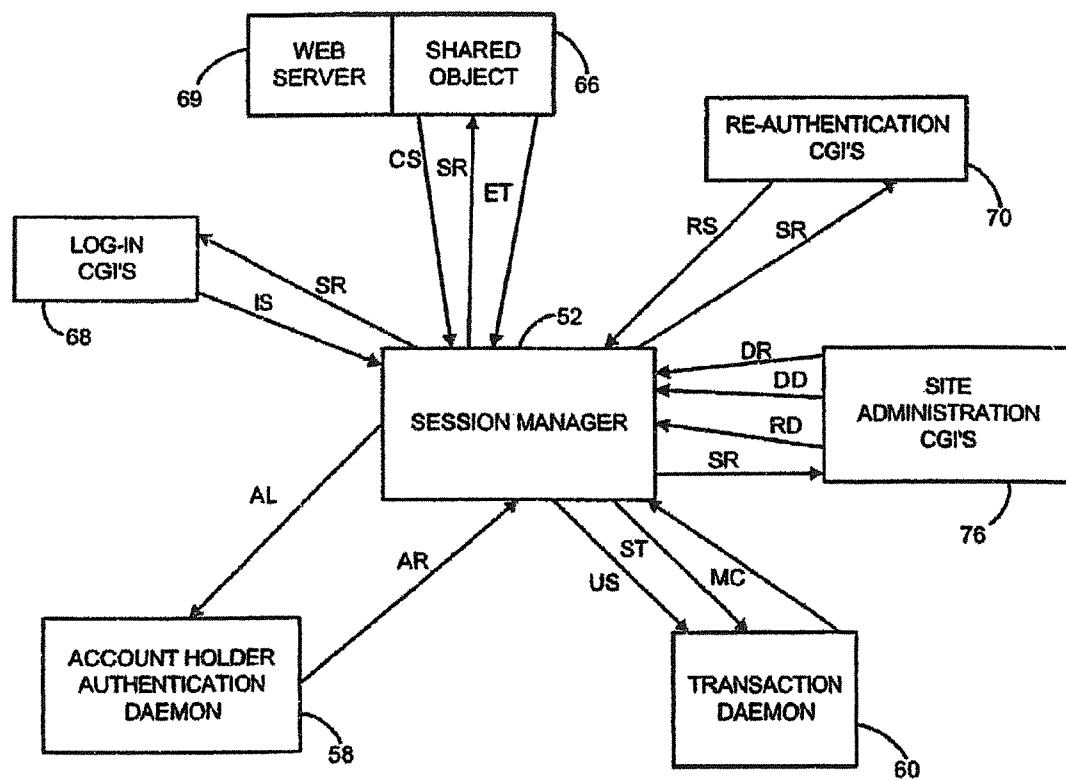 WEB
SERVER
SHARED
OBJECT
69
66
RE-AUTHENTICATION
CGI'S
70
CS
SR
ET
RS
SR
LOG-IN
CGI'S
68
SR
IS
52
SESSION MANAGER
DR
DD
RD
SR
SITE
ADMINISTRATION
CGI'S
76
AL
AR
US
ST
MC
ACCOUNT HOLDER
AUTHENTICATION
DAEMON
58
TRANSACTION
DAEMON
60